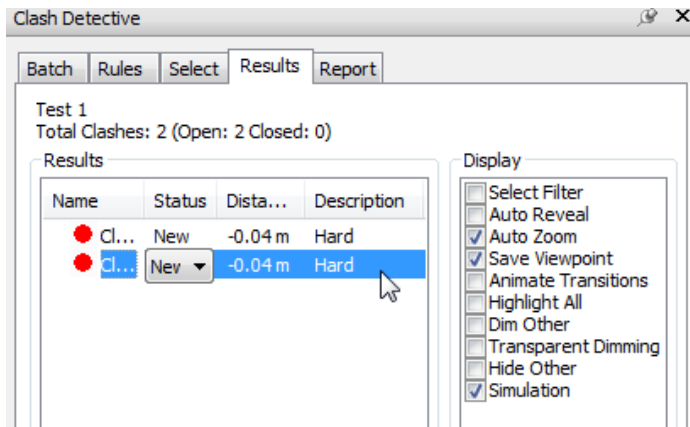 Clash Detective
Batch Rules Select Results Report
Test 1
Total Clashes: 2 (Open: 2 Closed: 0)
Results
Name Status Dista... Description
Cl... New -0.04 m Hard
Cl... Nev -0.04 m Hard
Display
Select Filter
Auto Reveal
Auto Zoom
Save Viewpoint
Animate Transitions
Highlight All
Dim Other
Transparent Dimming
Hide Other
Simulation